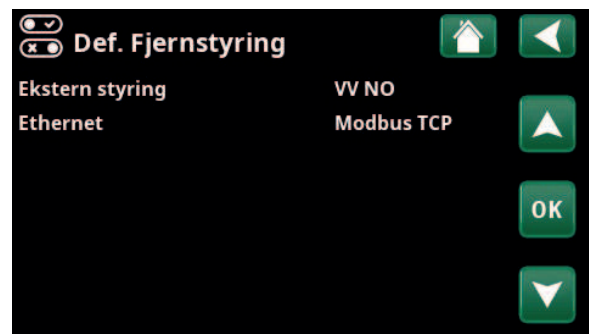 Def. Fjernstyring
Ekstern styring VV NO
Ethernet Modbus TCP
OK